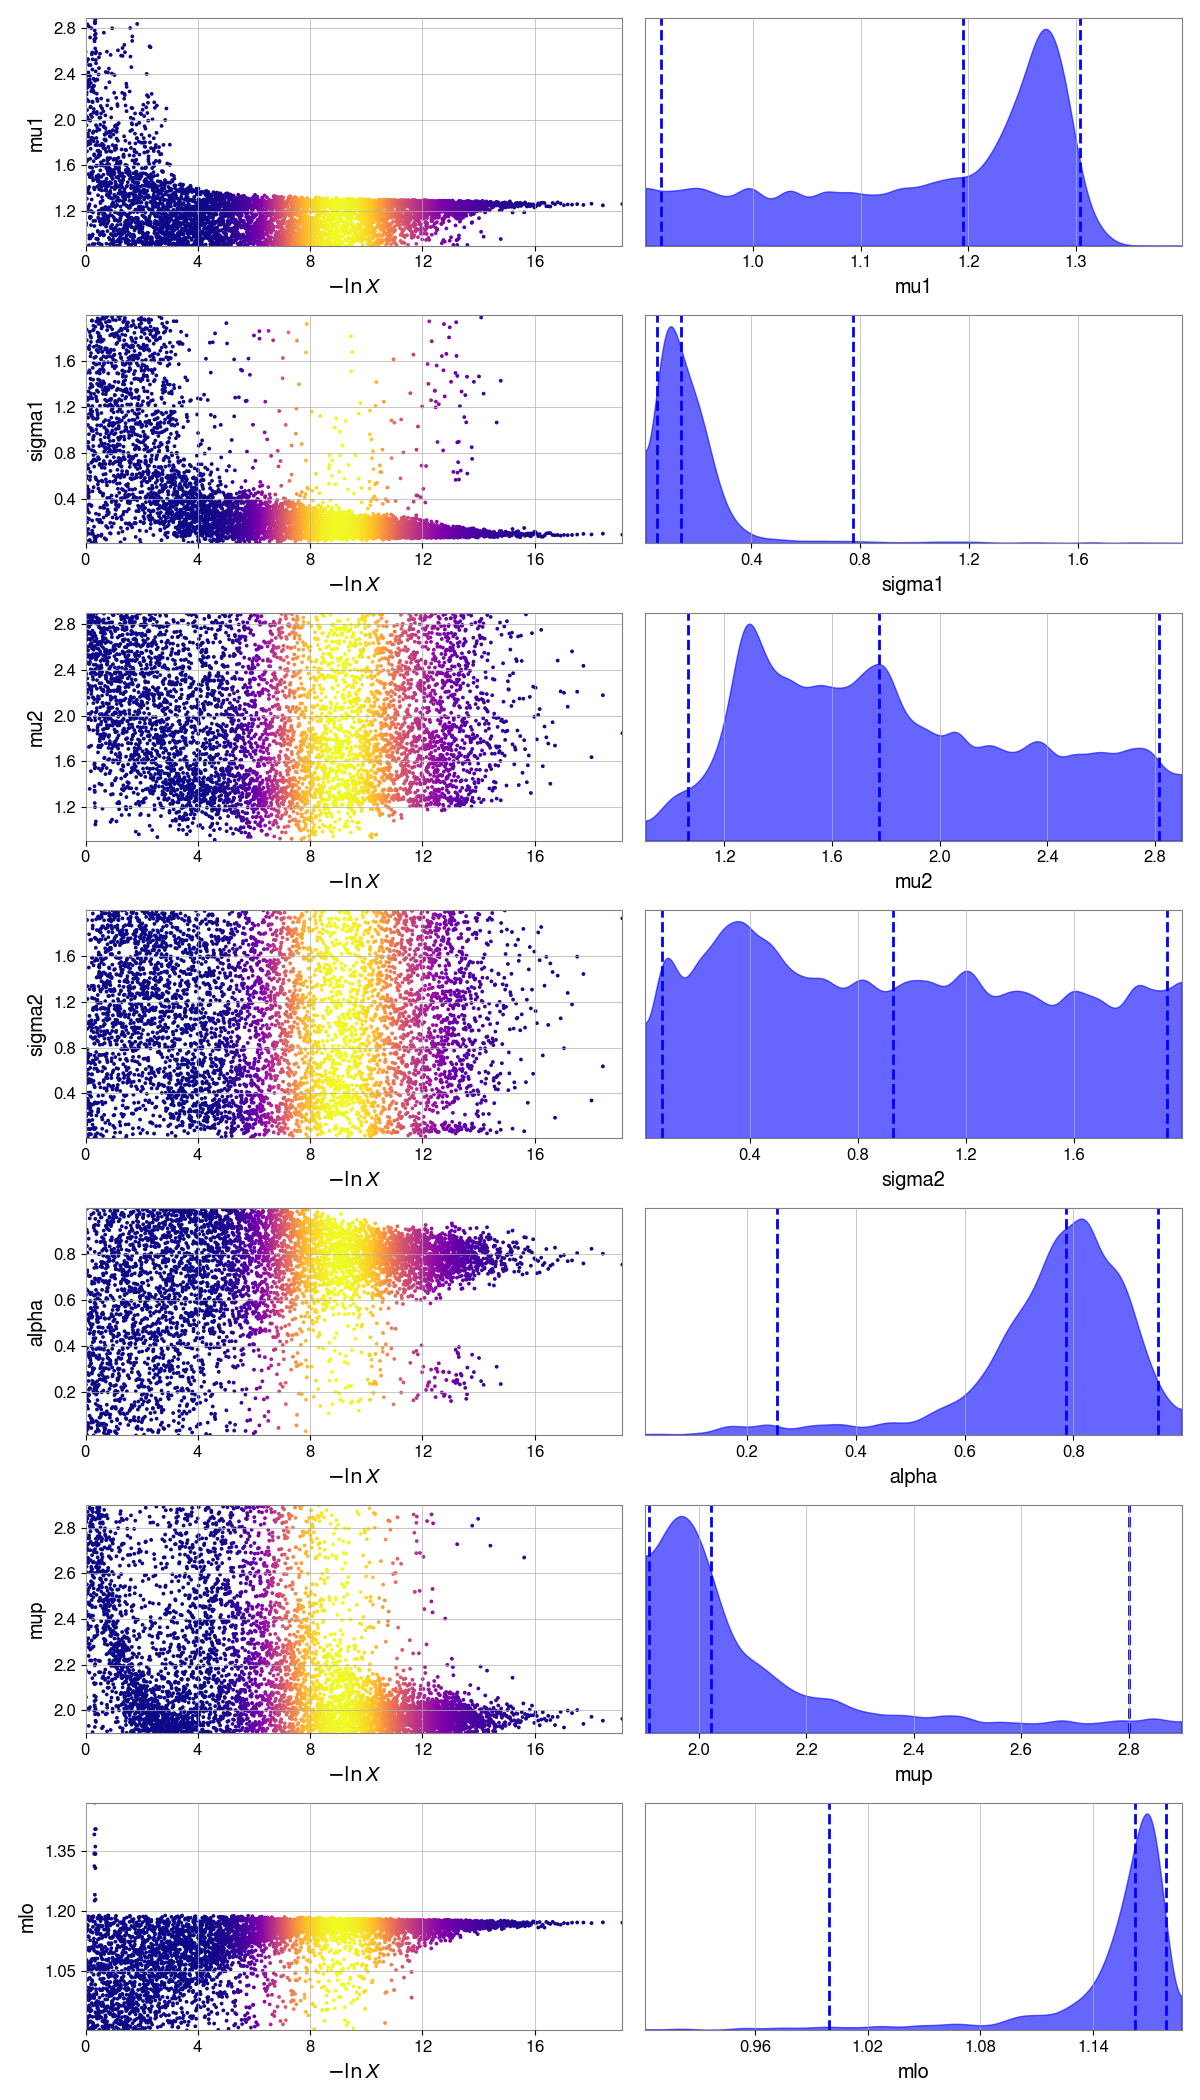 mu1
2.8
2.4
2.0
1.6
1.2
0 4 8 12 16
−ln X
1.0 1.1 1.2 1.3
mu1
sigma1
1.6
1.2
0.8
0.4
0 4 8 12 16
−ln X
0.4 0.8 1.2 1.6
sigma1
mu2
2.8
2.4
2.0
1.6
1.2
0 4 8 12 16
−ln X
1.2 1.6 2.0 2.4 2.8
mu2
sigma2
1.6
1.2
0.8
0.4
0 4 8 12 16
−ln X
0.4 0.8 1.2 1.6
sigma2
alpha
0.8
0.6
0.4
0.2
0 4 8 12 16
−ln X
0.2 0.4 0.6 0.8
alpha
mup
2.8
2.6
2.4
2.2
2.0
0 4 8 12 16
−ln X
2.0 2.2 2.4 2.6 2.8
mup
mlo
1.35
1.20
1.05
0 4 8 12 16
−ln X
0.96 1.02 1.08 1.14
mlo